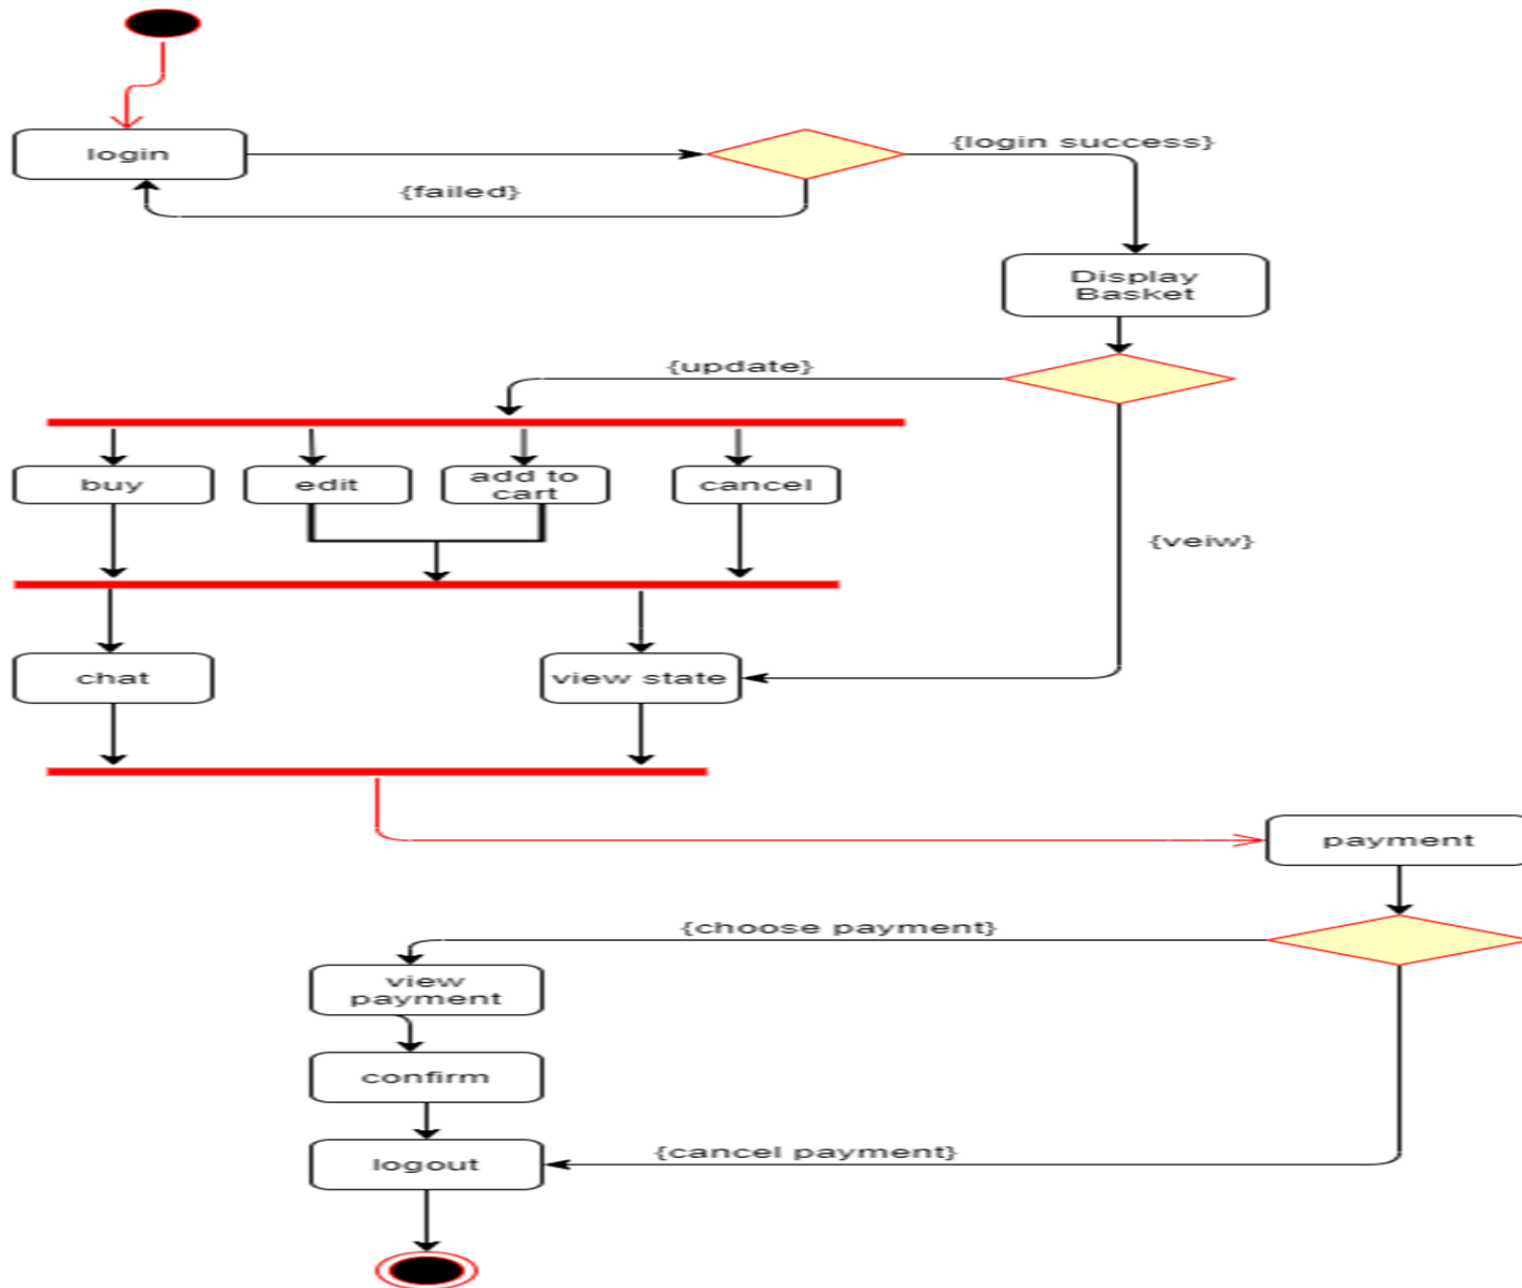 login
{login success}
{failed}
Display
Basket
{update}
buy
edit
add to
cart
cancel
{veiw}
chat
view state
payment
{choose payment}
view
payment
confirm
{cancel payment}
logout